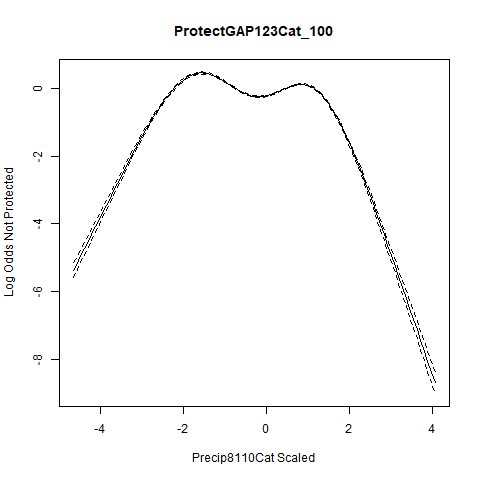 ProtectGAP123Cat_100
Log Odds Not Protected
0
-2
-4
-6
-8
-4 -2 0 2 4
Precip8110Cat Scaled